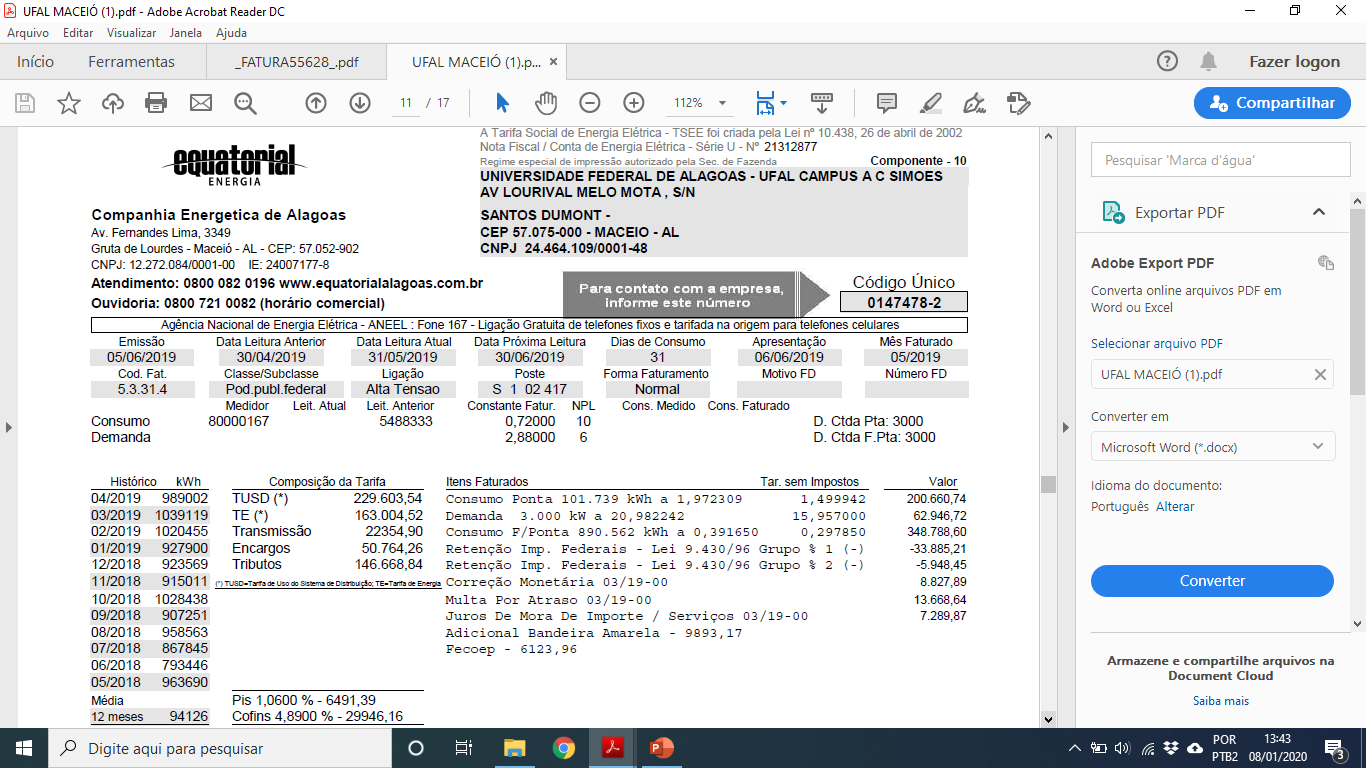 UFAL MACEIÓ (1).pdf - Adobe Acrobat Reader DC
Arquivo Editar Visualizar Janela Ajuda
Início Ferramentas _FATURA55628_.pdf UFAL MACEIÓ (1).p... × Fazer logon
11 / 17 112% Compartilhar
A Tarifa Social de Energia Elétrica - TSEE foi criada pela Lei nº 10.438, 26 de abril de 2002
Nota Fiscal / Conta de Energia Elétrica - Série U - Nº 21312877
Regime especial de impressão autorizado pela Sec. de Fazenda Componente - 10
equatorial
ENERGIA
UNIVERSIDADE FEDERAL DE ALAGOAS - UFAL CAMPUS A C SIMOES
AV LOURIVAL MELO MOTA , S/N
SANTOS DUMONT -
CEP 57.075-000 - MACEIO - AL
CNPJ 24.464.109/0001-48
Companhia Energetica de Alagoas
Av. Fernandes Lima, 3349
Gruta de Lourdes - Maceió - AL - CEP: 57.052-902
CNPJ: 12.272.084/0001-00 IE: 24007177-8
Atendimento: 0800 082 0196 www.equatorialalagoas.com.br
Ouvidoria: 0800 721 0082 (horário comercial)
Para contato com a empresa,
informe este número
Código Único
0147478-2
Agência Nacional de Energia Elétrica - ANEEL : Fone 167 - Ligação Gratuita de telefones fixos e tarifada na origem para telefones celulares
Emissão Data Leitura Anterior Data Leitura Atual Data Próxima Leitura Dias de Consumo Apresentação Mês Faturado
05/06/2019 30/04/2019 31/05/2019 30/06/2019 31 06/06/2019 05/2019
Cod. Fat. Classe/Subclasse Ligação Poste Forma Faturamento Motivo FD Número FD
5.3.31.4 Pod.publ.federal Alta Tensao S 1 02 417 Normal
Medidor Leit. Atual Leit. Anterior Constante Fatur. NPL Cons. Medido Cons. Faturado
Consumo 80000167 5488333 0,72000 10 D. Ctda Pta: 3000
Demanda 2,88000 6 D. Ctda F.Pta: 3000
Histórico kWh Composição da Tarifa Itens Faturados Tar. sem Impostos Valor
04/2019 989002 TUSD (*) 229.603,54 Consumo Ponta 101.739 kWh a 1,972309 1,499942 200.660,74
03/2019 1039119 TE (*) 163.004,52 Demanda 3.000 kW a 20,982242 15,957000 62.946,72
02/2019 1020455 Transmissão 22354,90 Consumo F/Ponta 890.562 kWh a 0,391650 0,297850 348.788,60
01/2019 927900 Encargos 50.764,26 Retenção Imp. Federais - Lei 9.430/96 Grupo % 1 (-) -33.885,21
12/2018 923569 Tributos 146.668,84 Retenção Imp. Federais - Lei 9.430/96 Grupo % 2 (-) -5.948,45
11/2018 915011 (*) TUSD=Tarifa de Uso do Sistema de Distribuição; TE=Tarifa de Energia Correção Monetária 03/19-00 8.827,89
10/2018 1028438 Multa Por Atraso 03/19-00 13.668,64
09/2018 907251 Juros De Mora De Importe / Serviços 03/19-00 7.289,87
08/2018 958563 Adicional Bandeira Amarela - 9893,17
07/2018 867845 Fecoep - 6123,96
06/2018 793446
05/2018 963690
Média Pis 1,0600 % - 6491,39
12 meses 94126 Cofins 4,8900 % - 29946,16
Pesquisar 'Marca d'água'
Exportar PDF
Adobe Export PDF
Converta online arquivos PDF em
Word ou Excel
Selecionar arquivo PDF
UFAL MACEIÓ (1).pdf
Converter em
Microsoft Word (*.docx)
Idioma do documento:
Português Alterar
Converter
Armazene e compartilhe arquivos na
Document Cloud
Saiba mais
Digite aqui para pesquisar
POR
PTB2
13:43
08/01/2020
3